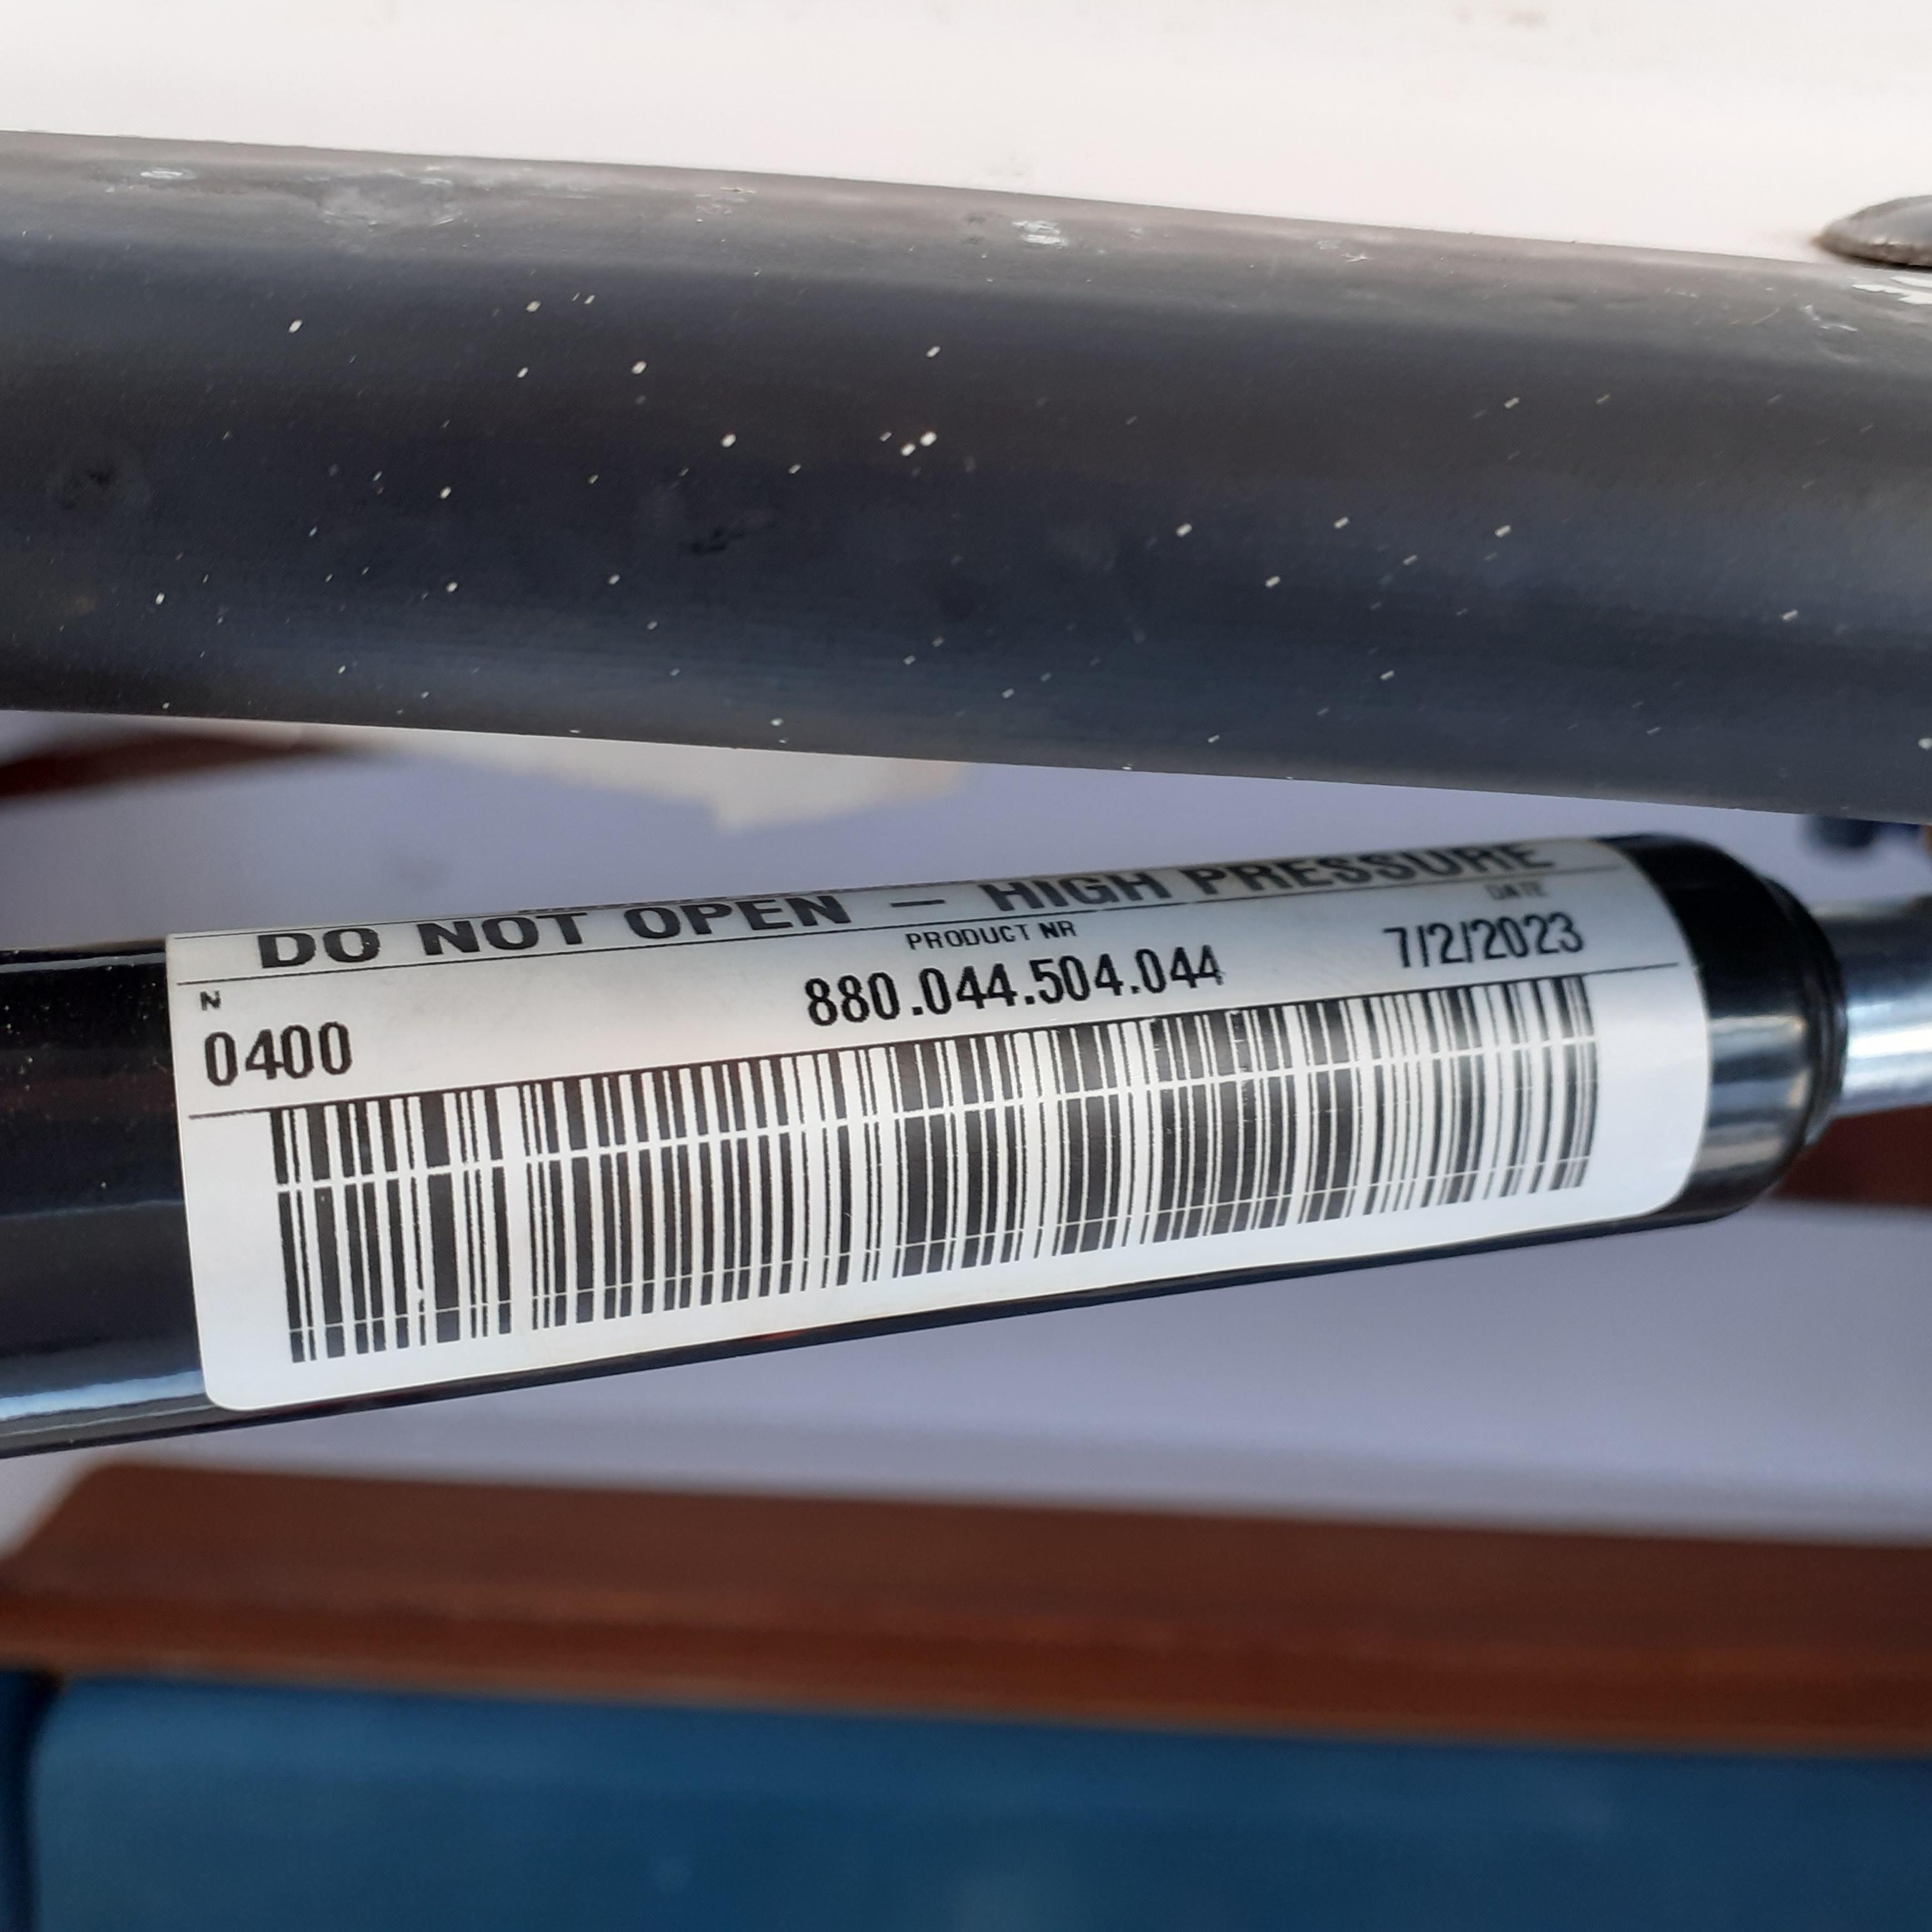 DO NOT OPEN – HIGH PRESSURE
N PRODUCT NR DATE
0400 880.044.504.044 7/2/2023